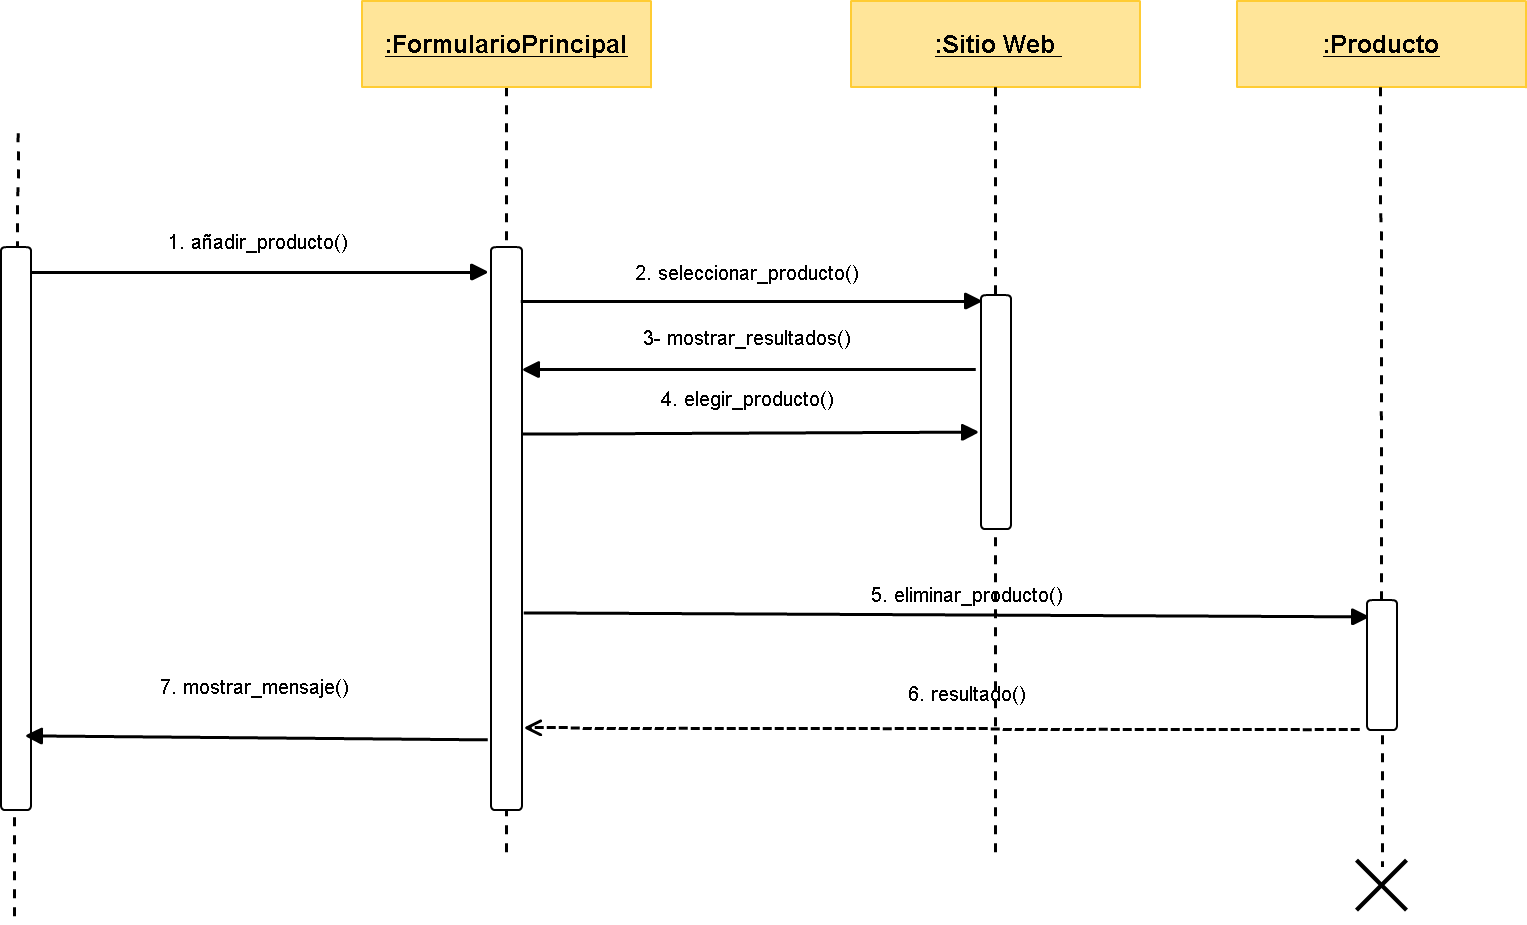 :FormularioPrincipal
:Sitio Web
:Producto
1. añadir_producto()
2. seleccionar_producto()
3- mostrar_resultados()
4. elegir_producto()
5. eliminar_producto()
7. mostrar_mensaje()
6. resultado()